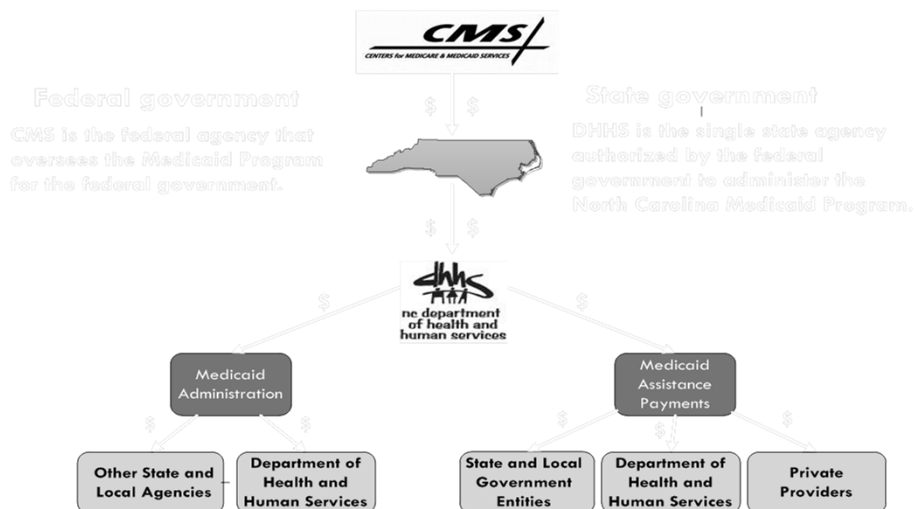 CMS
CENTERS for MEDICARE & MEDICAID SERVICES
Federal government
CMS is the federal agency that
oversees the Medicaid Program
for the federal government.
State government
DHHS is the single state agency
authorized by the federal
government to administer the
North Carolina Medicaid Program.
$ $
$ $
dhhs
nc department
of health and
human services
$ $
Medicaid
Administration
Medicaid
Assistance
Payments
$ $ $ $ $
Other State and
Local Agencies
Department of
Health and
Human Services
State and Local
Government
Entities
Department of
Health and
Human Services
Private
Providers